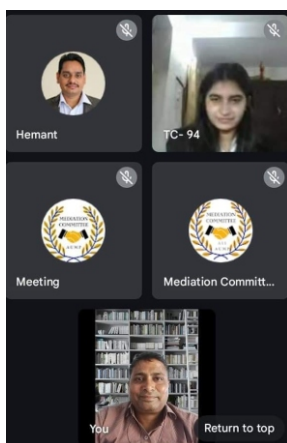 Hemant
TC- 94
MEDIATION
COMMITTEE
MEDIATION
COMMITTEE
Meeting
Mediation Committ...
You
Return to top